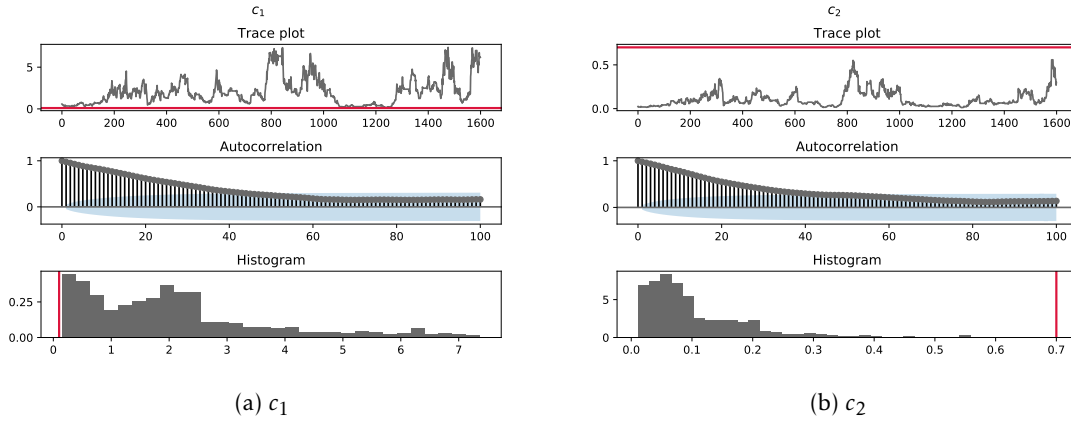 c1
Trace plot
5
0
0 200 400 600 800 1000 1200 1400 1600
Autocorrelation
1
0
0 20 40 60 80 100
Histogram
0.25
0.00
0 1 2 3 4 5 6 7
(a) c1
c2
Trace plot
0.5
0.0
0 200 400 600 800 1000 1200 1400 1600
Autocorrelation
1
0
0 20 40 60 80 100
Histogram
5
0
0.0 0.1 0.2 0.3 0.4 0.5 0.6 0.7
(b) c2